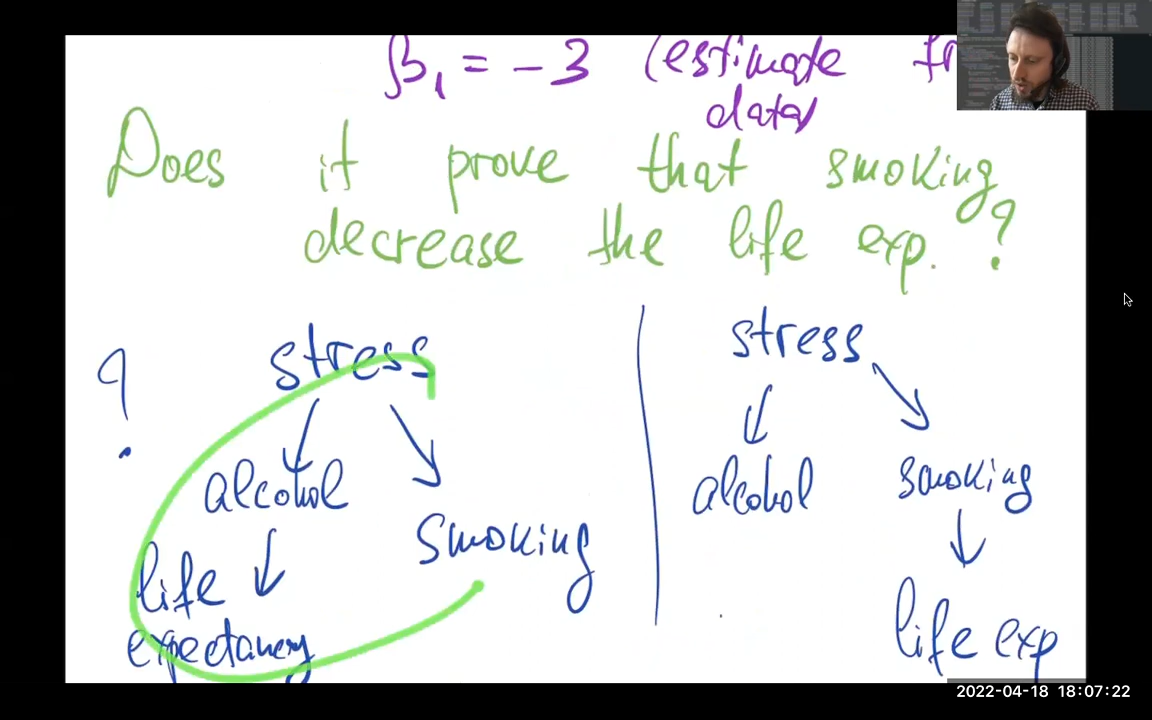 β₁ = -3 (estimate
data)
Does it prove that smoking
decrease the life exp. ?
?
stress
alcohol
smoking
life
expectancy
stress
alcohol
smoking
life exp
2022-04-18 18:07:22